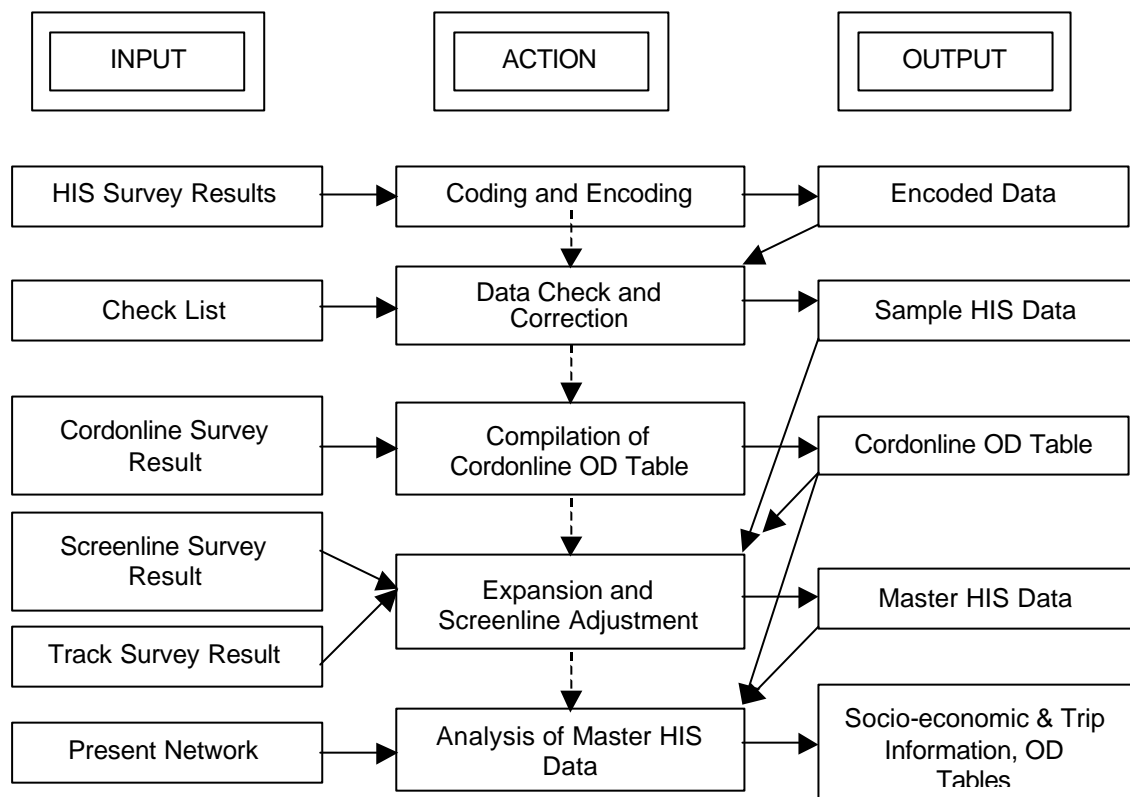 INPUT
ACTION
OUTPUT
HIS Survey Results
Coding and Encoding
Encoded Data
Check List
Data Check and
Correction
Sample HIS Data
Cordonline Survey
Result
Compilation of
Cordonline OD Table
Cordonline OD Table
Screenline Survey
Result
Track Survey Result
Expansion and
Screenline Adjustment
Master HIS Data
Present Network
Analysis of Master HIS
Data
Socio-economic & Trip
Information, OD
Tables